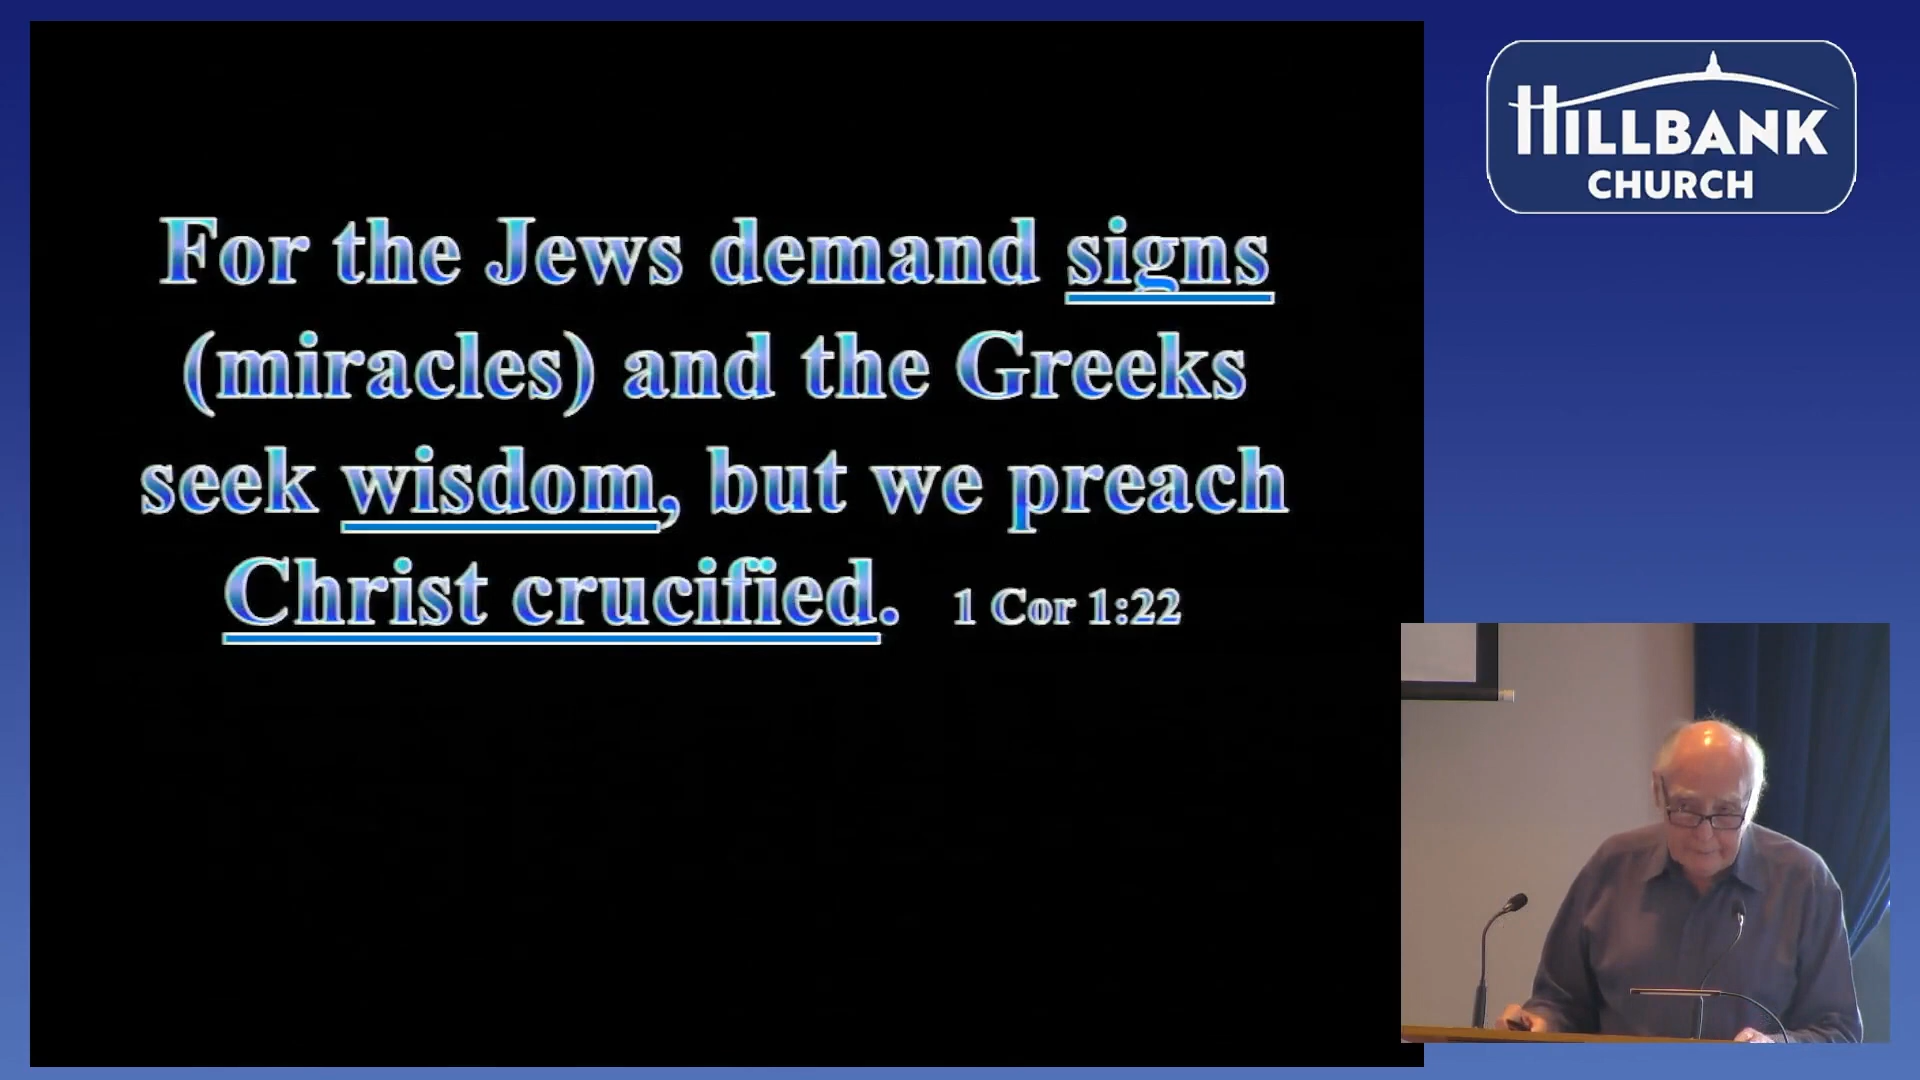 For the Jews demand signs
(miracles) and the Greeks
seek wisdom, but we preach
Christ crucified. 1 Cor 1:22
HILLBANK
CHURCH